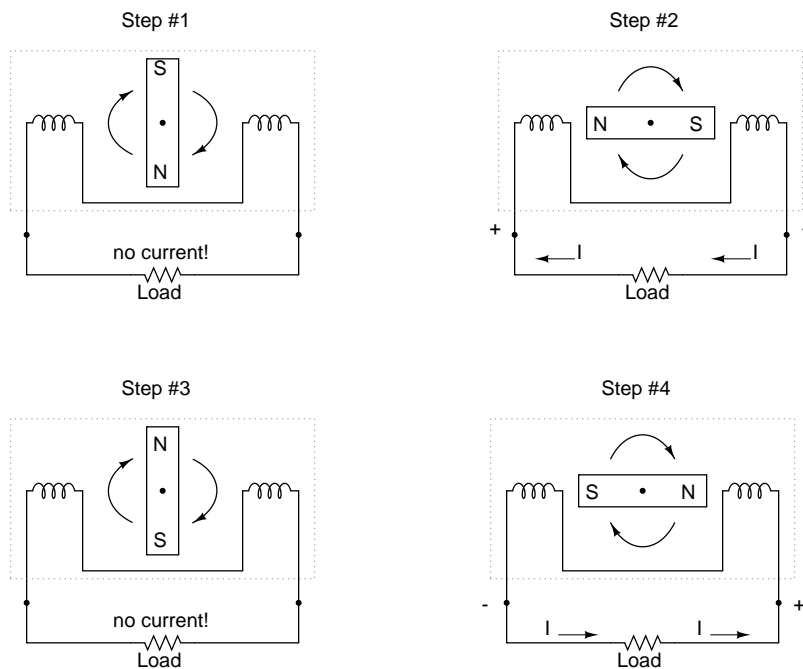 Step #1
S
N
no current!
Load
Step #2
N S
+ -
I I
Load
Step #3
N
S
no current!
Load
Step #4
S N
- +
I I
Load